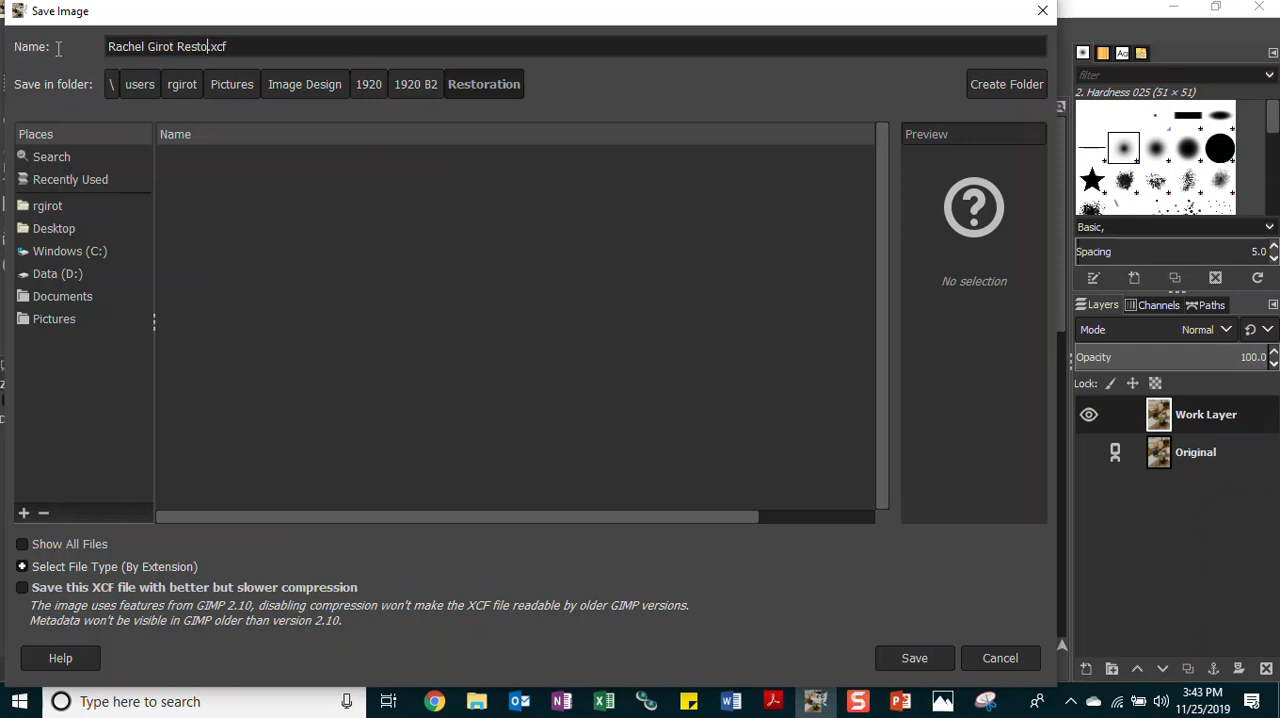 Save Image
Name: Rachel Girot Resto.xcf
Save in folder: \ users rgirot Pictures Image Design 1920 1920 B2 Restoration Create Folder
Places
Search
Recently Used
rgirot
Desktop
Windows (C:)
Data (D:)
Documents
Pictures
Name
Preview
No selection
Show All Files
Select File Type (By Extension)
Save this XCF file with better but slower compression
The image uses features from GIMP 2.10, disabling compression won't make the XCF file readable by older GIMP versions.
Metadata won't be visible in GIMP older than version 2.10.
Help Save Cancel
Aa
filter
2. Hardness 025 (51 × 51)
Basic,
Spacing 5.0
Layers Channels Paths
Mode Normal
Opacity 100.0
Lock:
Work Layer
Original
Type here to search
3:43 PM
11/25/2019